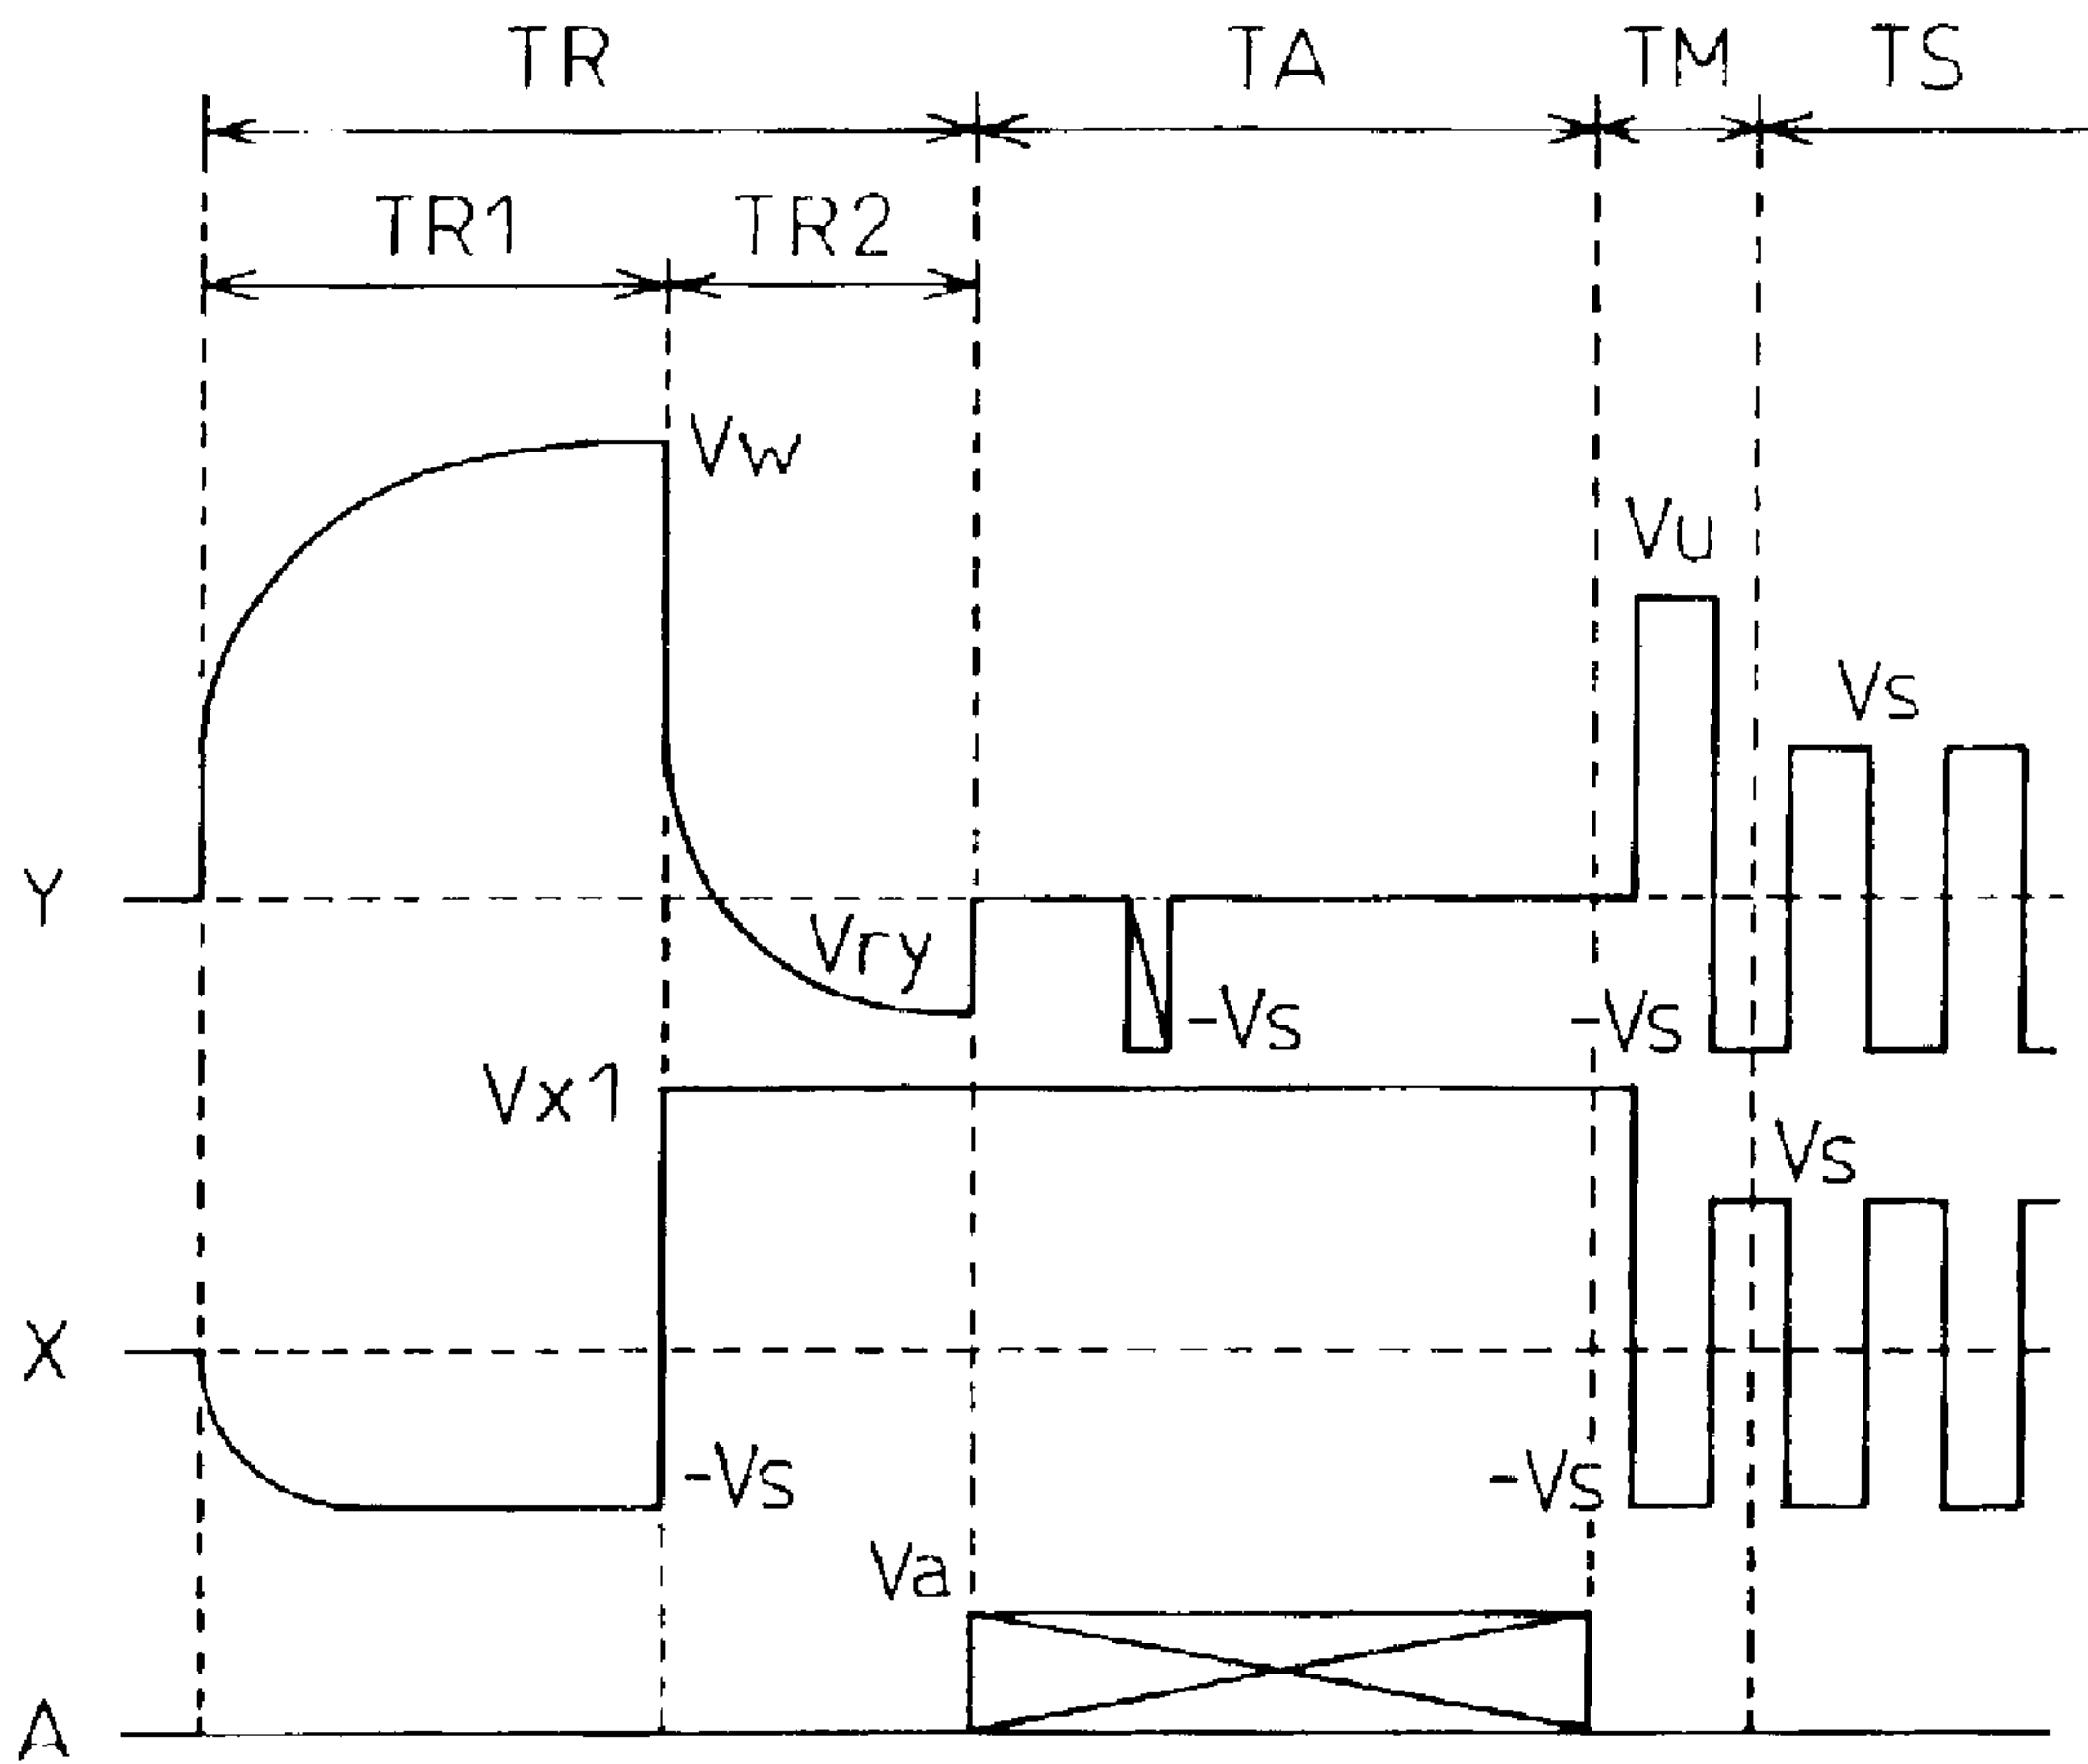 TR TA TM TS
TR1 TR2
Vw
Vu
Vs
Y
Vry
-Vs -Vs
Vx1
Vs
X
-Vs -Vs
Va
A